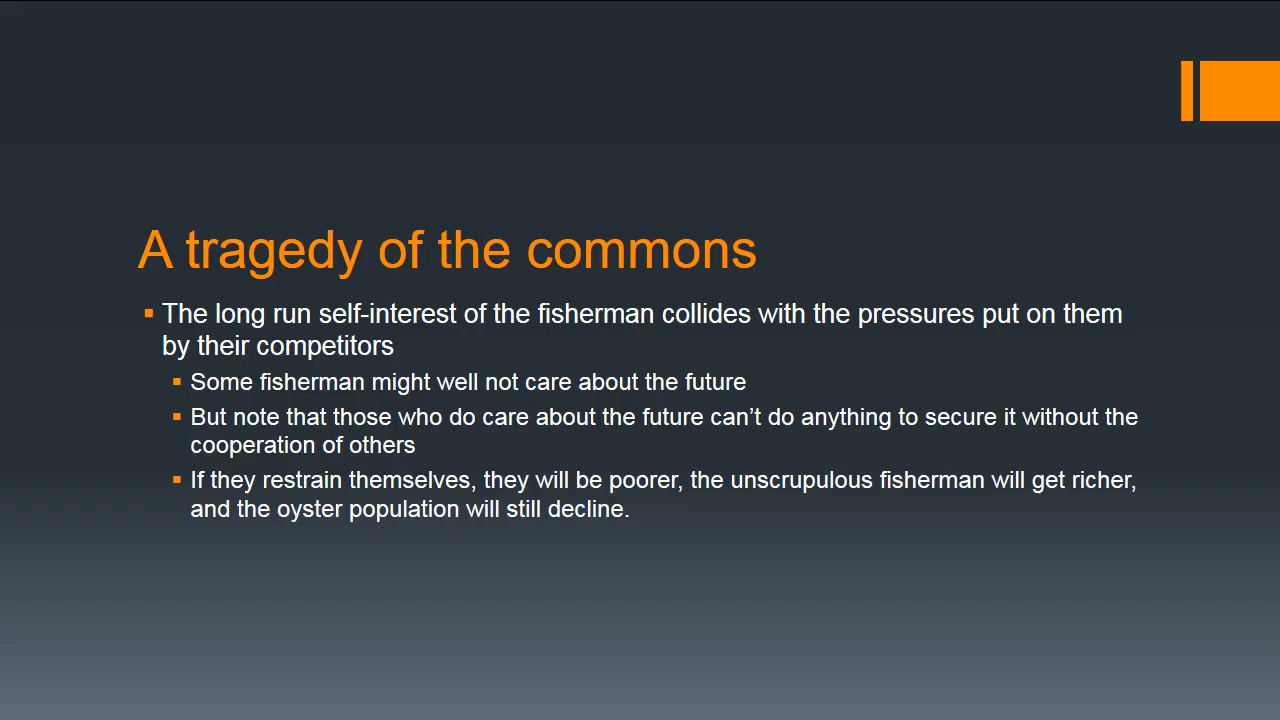 A tragedy of the commons
The long run self-interest of the fisherman collides with the pressures put on them
by their competitors
Some fisherman might well not care about the future
But note that those who do care about the future can’t do anything to secure it without the
cooperation of others
If they restrain themselves, they will be poorer, the unscrupulous fisherman will get richer,
and the oyster population will still decline.